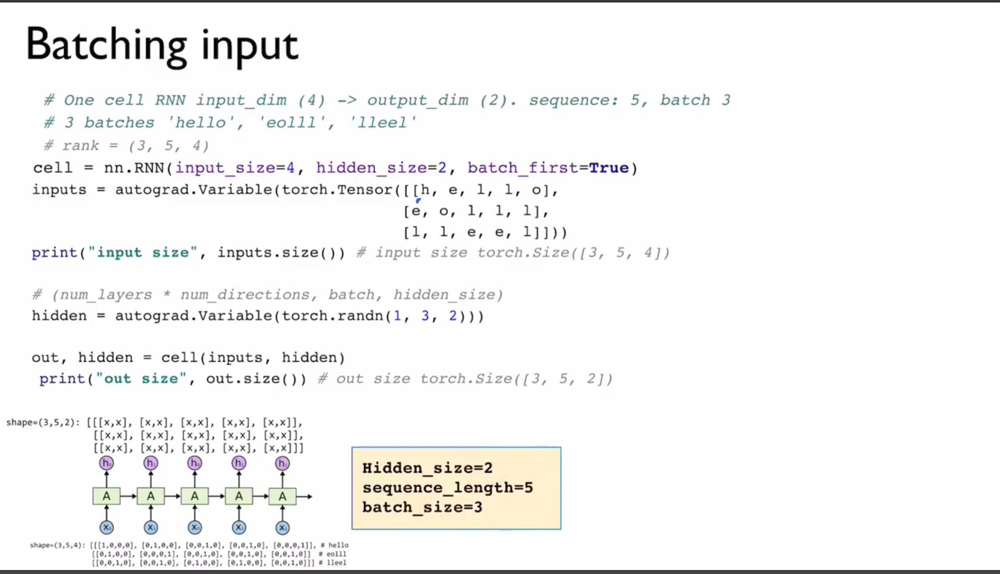 Batching input
# One cell RNN input_dim (4) -> output_dim (2). sequence: 5, batch 3
# 3 batches 'hello', 'eolll', 'lleel'
# rank = (3, 5, 4)
cell = nn.RNN(input_size=4, hidden_size=2, batch_first=True)
inputs = autograd.Variable(torch.Tensor([[h, e, l, l, o],
[e, o, l, l, l],
[l, l, e, e, l]]))
print("input size", inputs.size()) # input size torch.Size([3, 5, 4])
# (num_layers * num_directions, batch, hidden_size)
hidden = autograd.Variable(torch.randn(1, 3, 2)))
out, hidden = cell(inputs, hidden)
print("out size", out.size()) # out size torch.Size([3, 5, 2])
shape=(3,5,2): [[[x,x], [x,x], [x,x], [x,x], [x,x]],
[[x,x], [x,x], [x,x], [x,x], [x,x]],
[[x,x], [x,x], [x,x], [x,x], [x,x]]]
h₀ h₁ h₀ h₁ h₁
A A A A A
X₀ X₁ X₀ X₁ X₁
Hidden_size=2
sequence_length=5
batch_size=3
shape=(3,5,4): [[[1,0,0,0], [0,1,0,0], [0,0,1,0], [0,0,1,0], [0,0,0,1]], # hello
[[0,1,0,0], [0,0,0,1], [0,0,1,0], [0,0,1,0], [0,0,1,0]] # eolll
[[0,0,1,0], [0,0,1,0], [0,1,0,0], [0,1,0,0], [0,0,1,0]]] # lleel